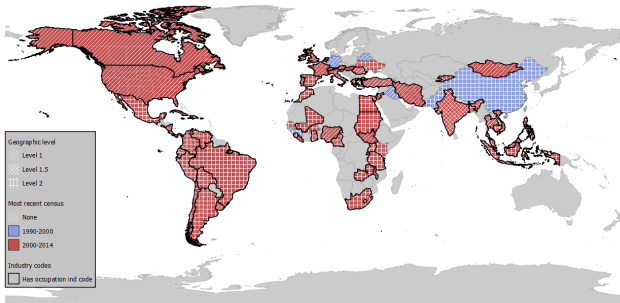 Geographic level
Level 1
Level 1.5
Level 2
Most recent census
None
1990-2000
2000-2014
Industry codes
Has occupation ind code